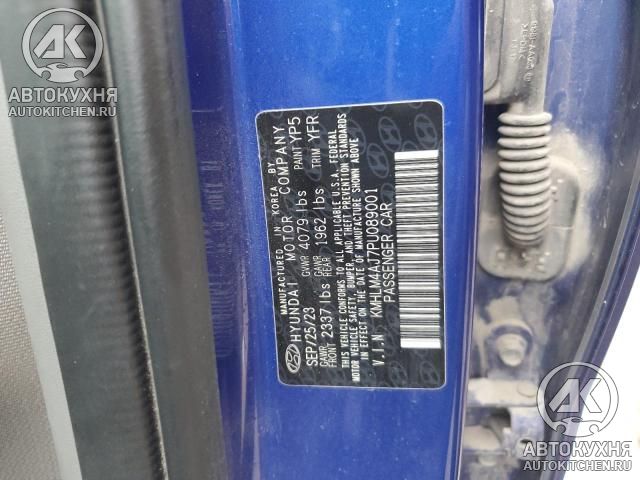 АВТОКУХНЯ
AUTOKITCHEN.RU
MANUFACTURED IN KOREA BY
HYUNDAI MOTOR COMPANY
SEP/25/23 GVWR 4079 lbs PAINT YP5
GAWR FRONT 2337 lbs GAWR REAR 1962 lbs TRIM YFR
THIS VEHICLE CONFORMS TO ALL APPLICABLE U.S.A. FEDERAL
MOTOR VEHICLE SAFETY, BUMPER, AND THEFT PREVENTION STANDARDS
IN EFFECT ON THE DATE OF MANUFACTURE SHOWN ABOVE
V.I.N KMHLM4AJ7PU089001
PASSENGER CAR
АВТОКУХНЯ
AUTOKITCHEN.RU